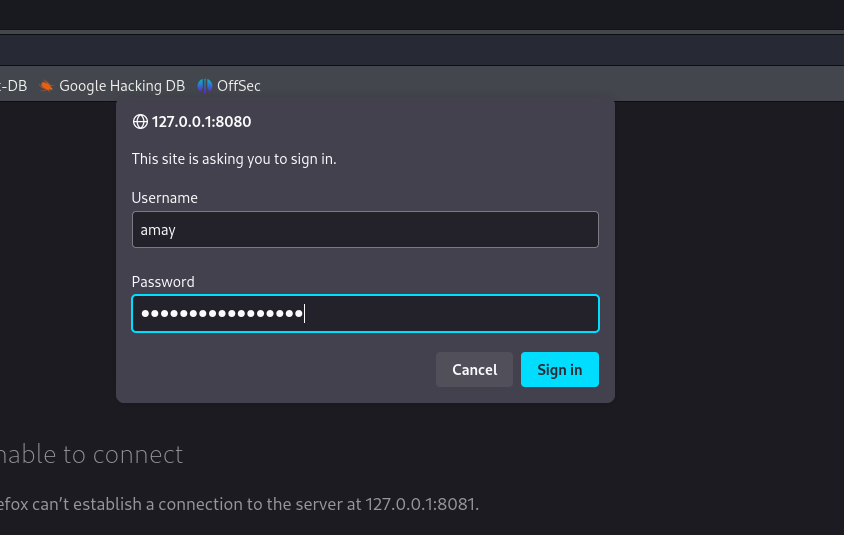 -DB Google Hacking DB OffSec
127.0.0.1:8080
This site is asking you to sign in.
Username
amay
Password
•••••••••••••••••
Cancel Sign in
nable to connect
efox can’t establish a connection to the server at 127.0.0.1:8081.